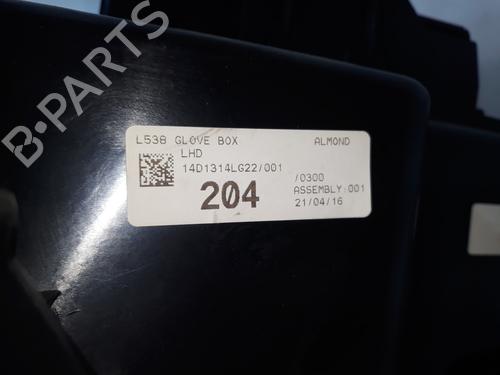 B-PARTS
L538 GLOVE BOX ALMOND
LHD
14D1314LG22/001 /0300
204 ASSEMBLY:001
21/04/16